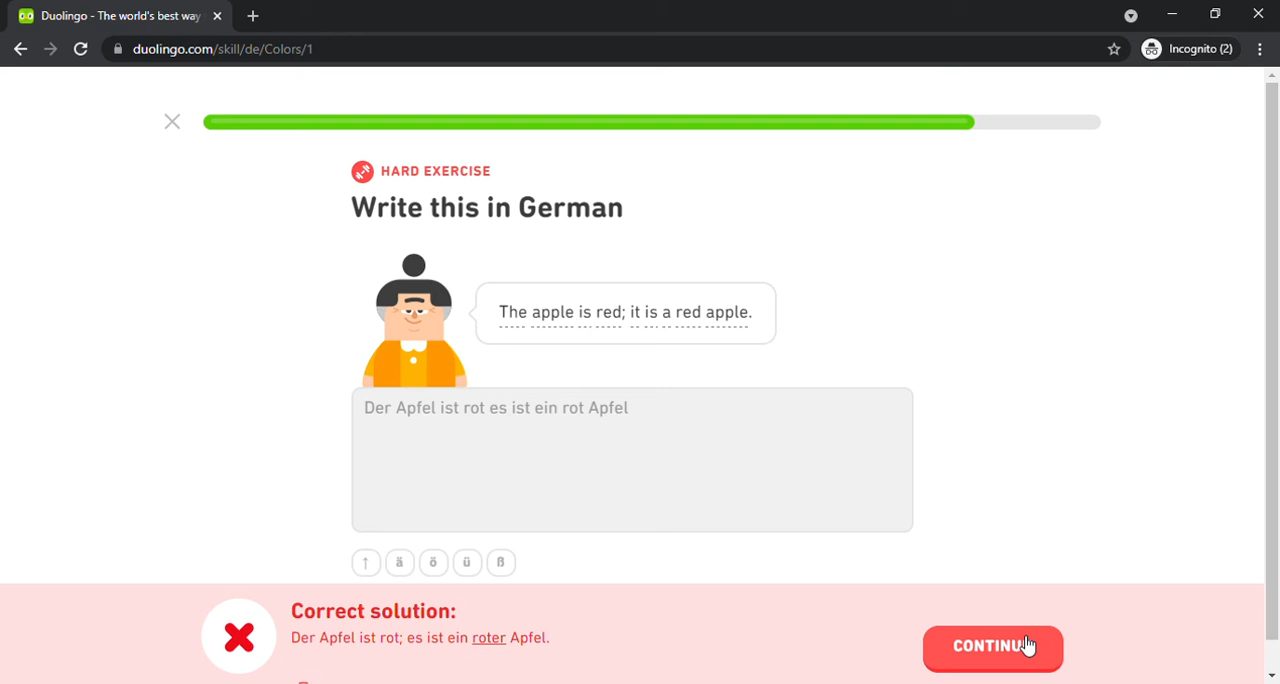 Duolingo - The world's best way
duolingo.com/skill/de/Colors/1
Incognito (2)
HARD EXERCISE
Write this in German
The apple is red; it is a red apple.
Der Apfel ist rot es ist ein rot Apfel
↑ ä ö ü ß
Correct solution:
Der Apfel ist rot; es ist ein roter Apfel.
CONTINU